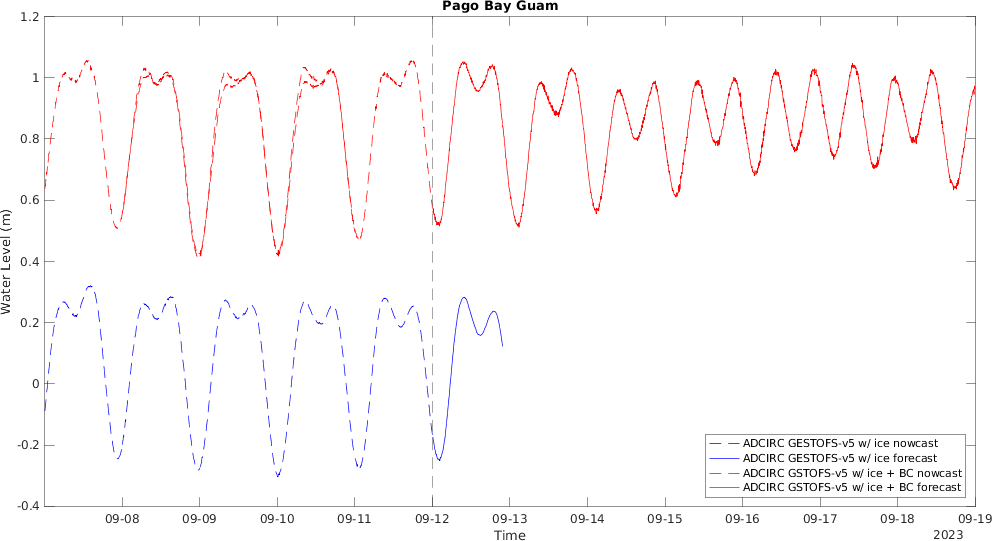 Pago Bay Guam
1.2
1
0.8
0.6
0.4
0.2
0
-0.2
-0.4
Water Level (m)
09-08 09-09 09-10 09-11 09-12 09-13 09-14 09-15 09-16 09-17 09-18 09-19
Time
2023
ADCIRC GESTOFS-v5 w/ ice nowcast
ADCIRC GESTOFS-v5 w/ ice forecast
ADCIRC GSTOFS-v5 w/ ice + BC nowcast
ADCIRC GSTOFS-v5 w/ ice + BC forecast